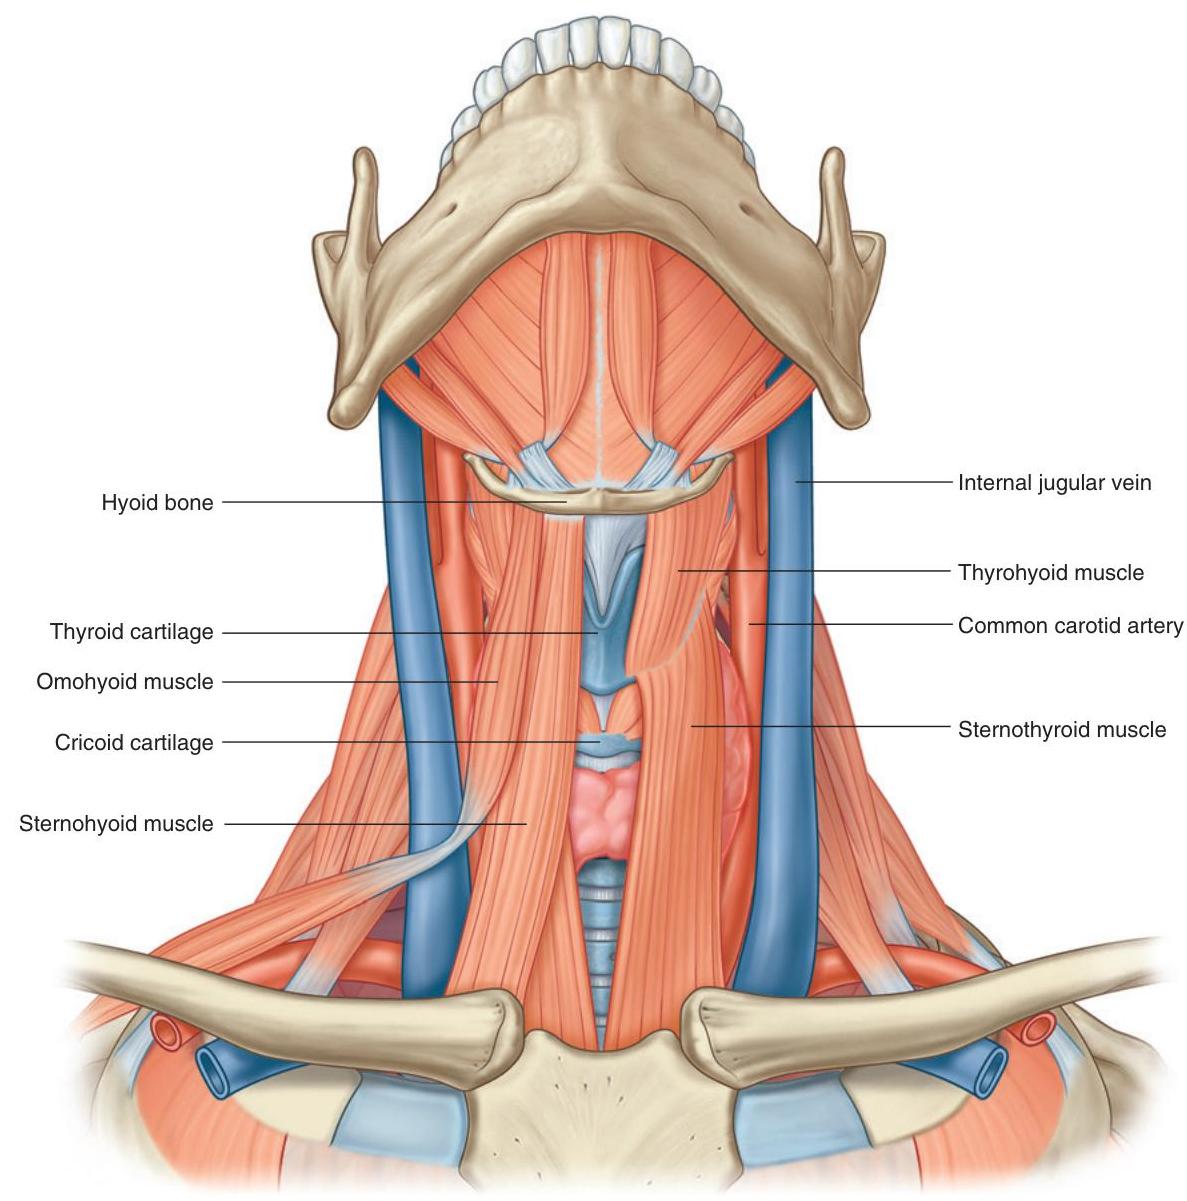 Hyoid bone
Thyroid cartilage
Omohyoid muscle
Cricoid cartilage
Sternohyoid muscle
Internal jugular vein
Thyrohyoid muscle
Common carotid artery
Sternothyroid muscle